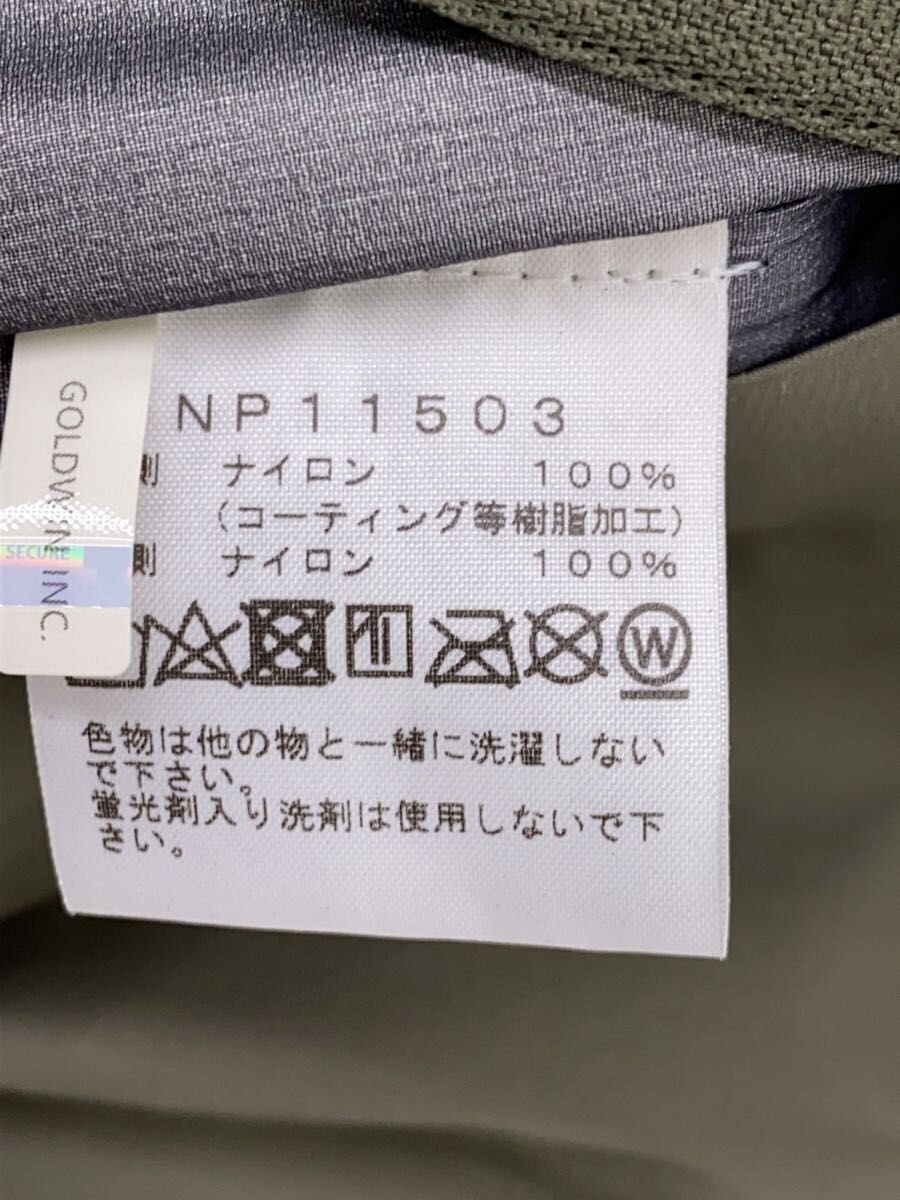 GOLDWIN INC.
SECURE
NP11503
側 ナイロン 100%
(コーティング等樹脂加工)
側 ナイロン 100%
W
色物は他の物と一緒に洗濯しない
で下さい。
蛍光剤入り洗剤は使用しないで下
さい。